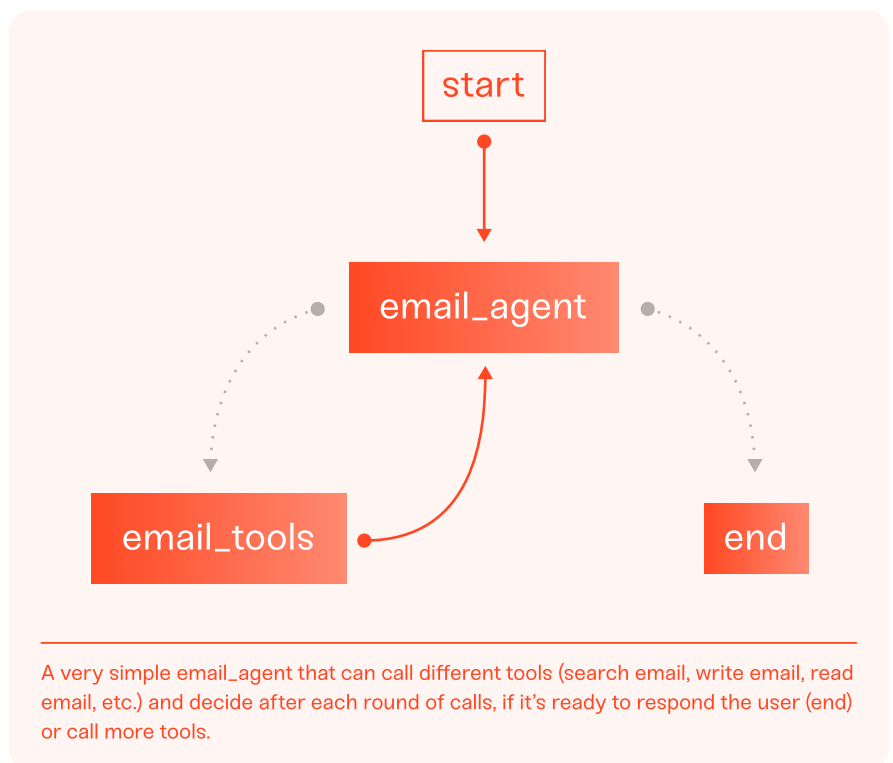 start
email_agent
email_tools
end
A very simple email_agent that can call different tools (search email, write email, read
email, etc.) and decide after each round of calls, if it’s ready to respond the user (end)
or call more tools.